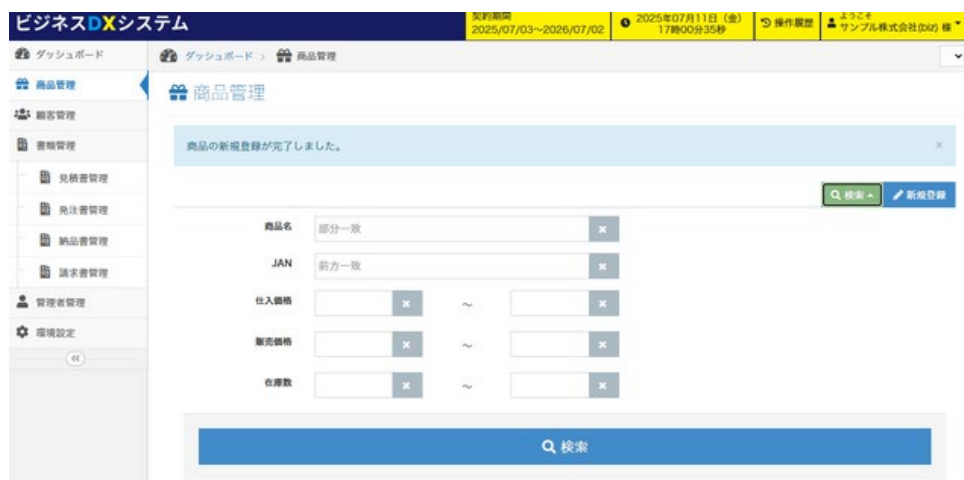 ビジネスDXシステム
契約期間
2025/07/03～2026/07/02
2025年07月11日（金）
17時00分35秒
操作履歴
ようこそ
サンプル株式会社(biz) 様
ダッシュボード
商品管理
顧客管理
書類管理
見積書管理
発注書管理
納品書管理
請求書管理
管理者管理
環境設定
ダッシュボード > 商品管理
商品管理
商品の新規登録が完了しました。
検索
新規登録
商品名 部分一致
JAN 前方一致
仕入価格 ～
販売価格 ～
在庫数 ～
検索